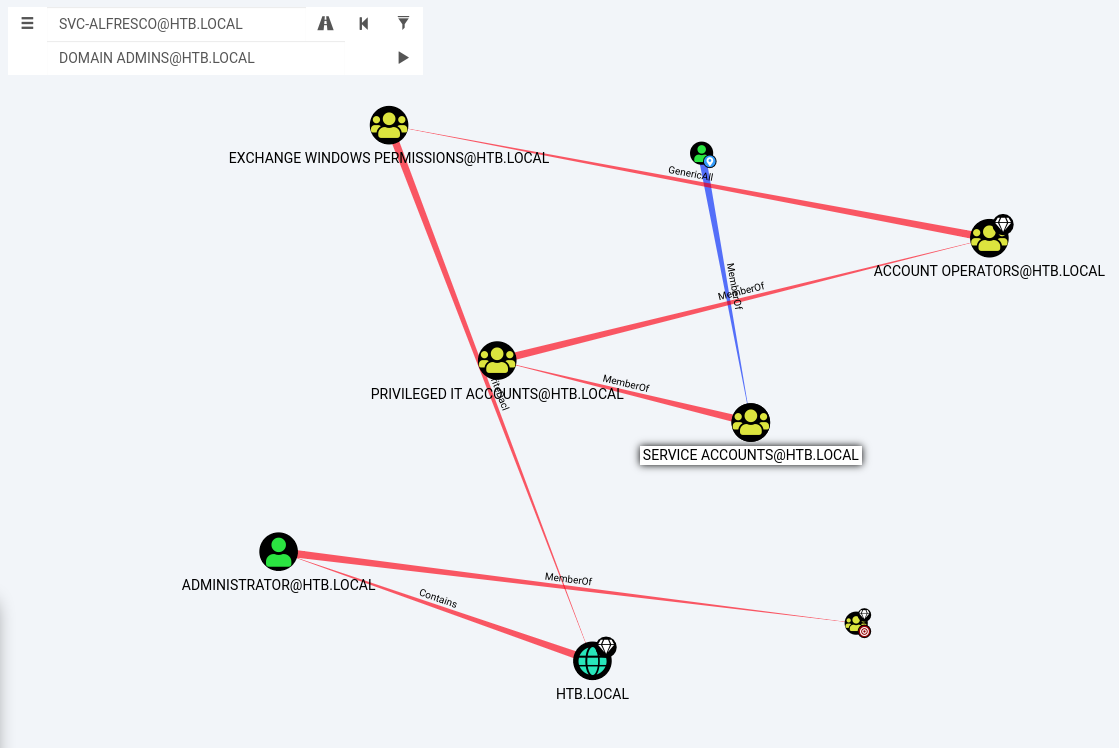 SVC-ALFRESCO@HTB.LOCAL
DOMAIN ADMINS@HTB.LOCAL
EXCHANGE WINDOWS PERMISSIONS@HTB.LOCAL
GenericAll
ACCOUNT OPERATORS@HTB.LOCAL
MemberOf
MemberOf
PRIVILEGED IT ACCOUNTS@HTB.LOCAL
MemberOf
SERVICE ACCOUNTS@HTB.LOCAL
ADMINISTRATOR@HTB.LOCAL
MemberOf
Contains
HTB.LOCAL